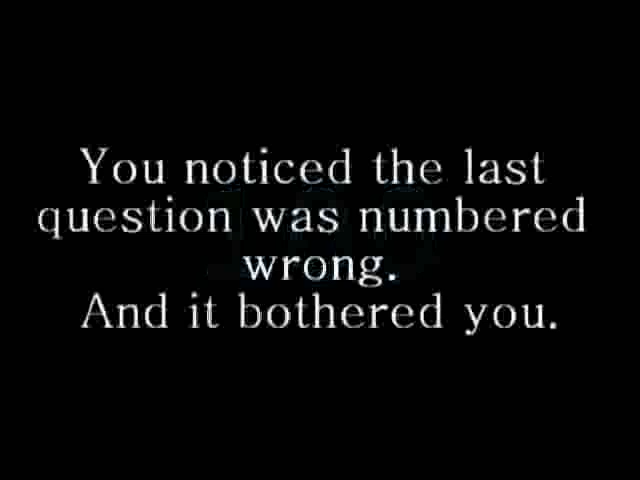 You noticed the last
question was numbered
wrong.
And it bothered you.